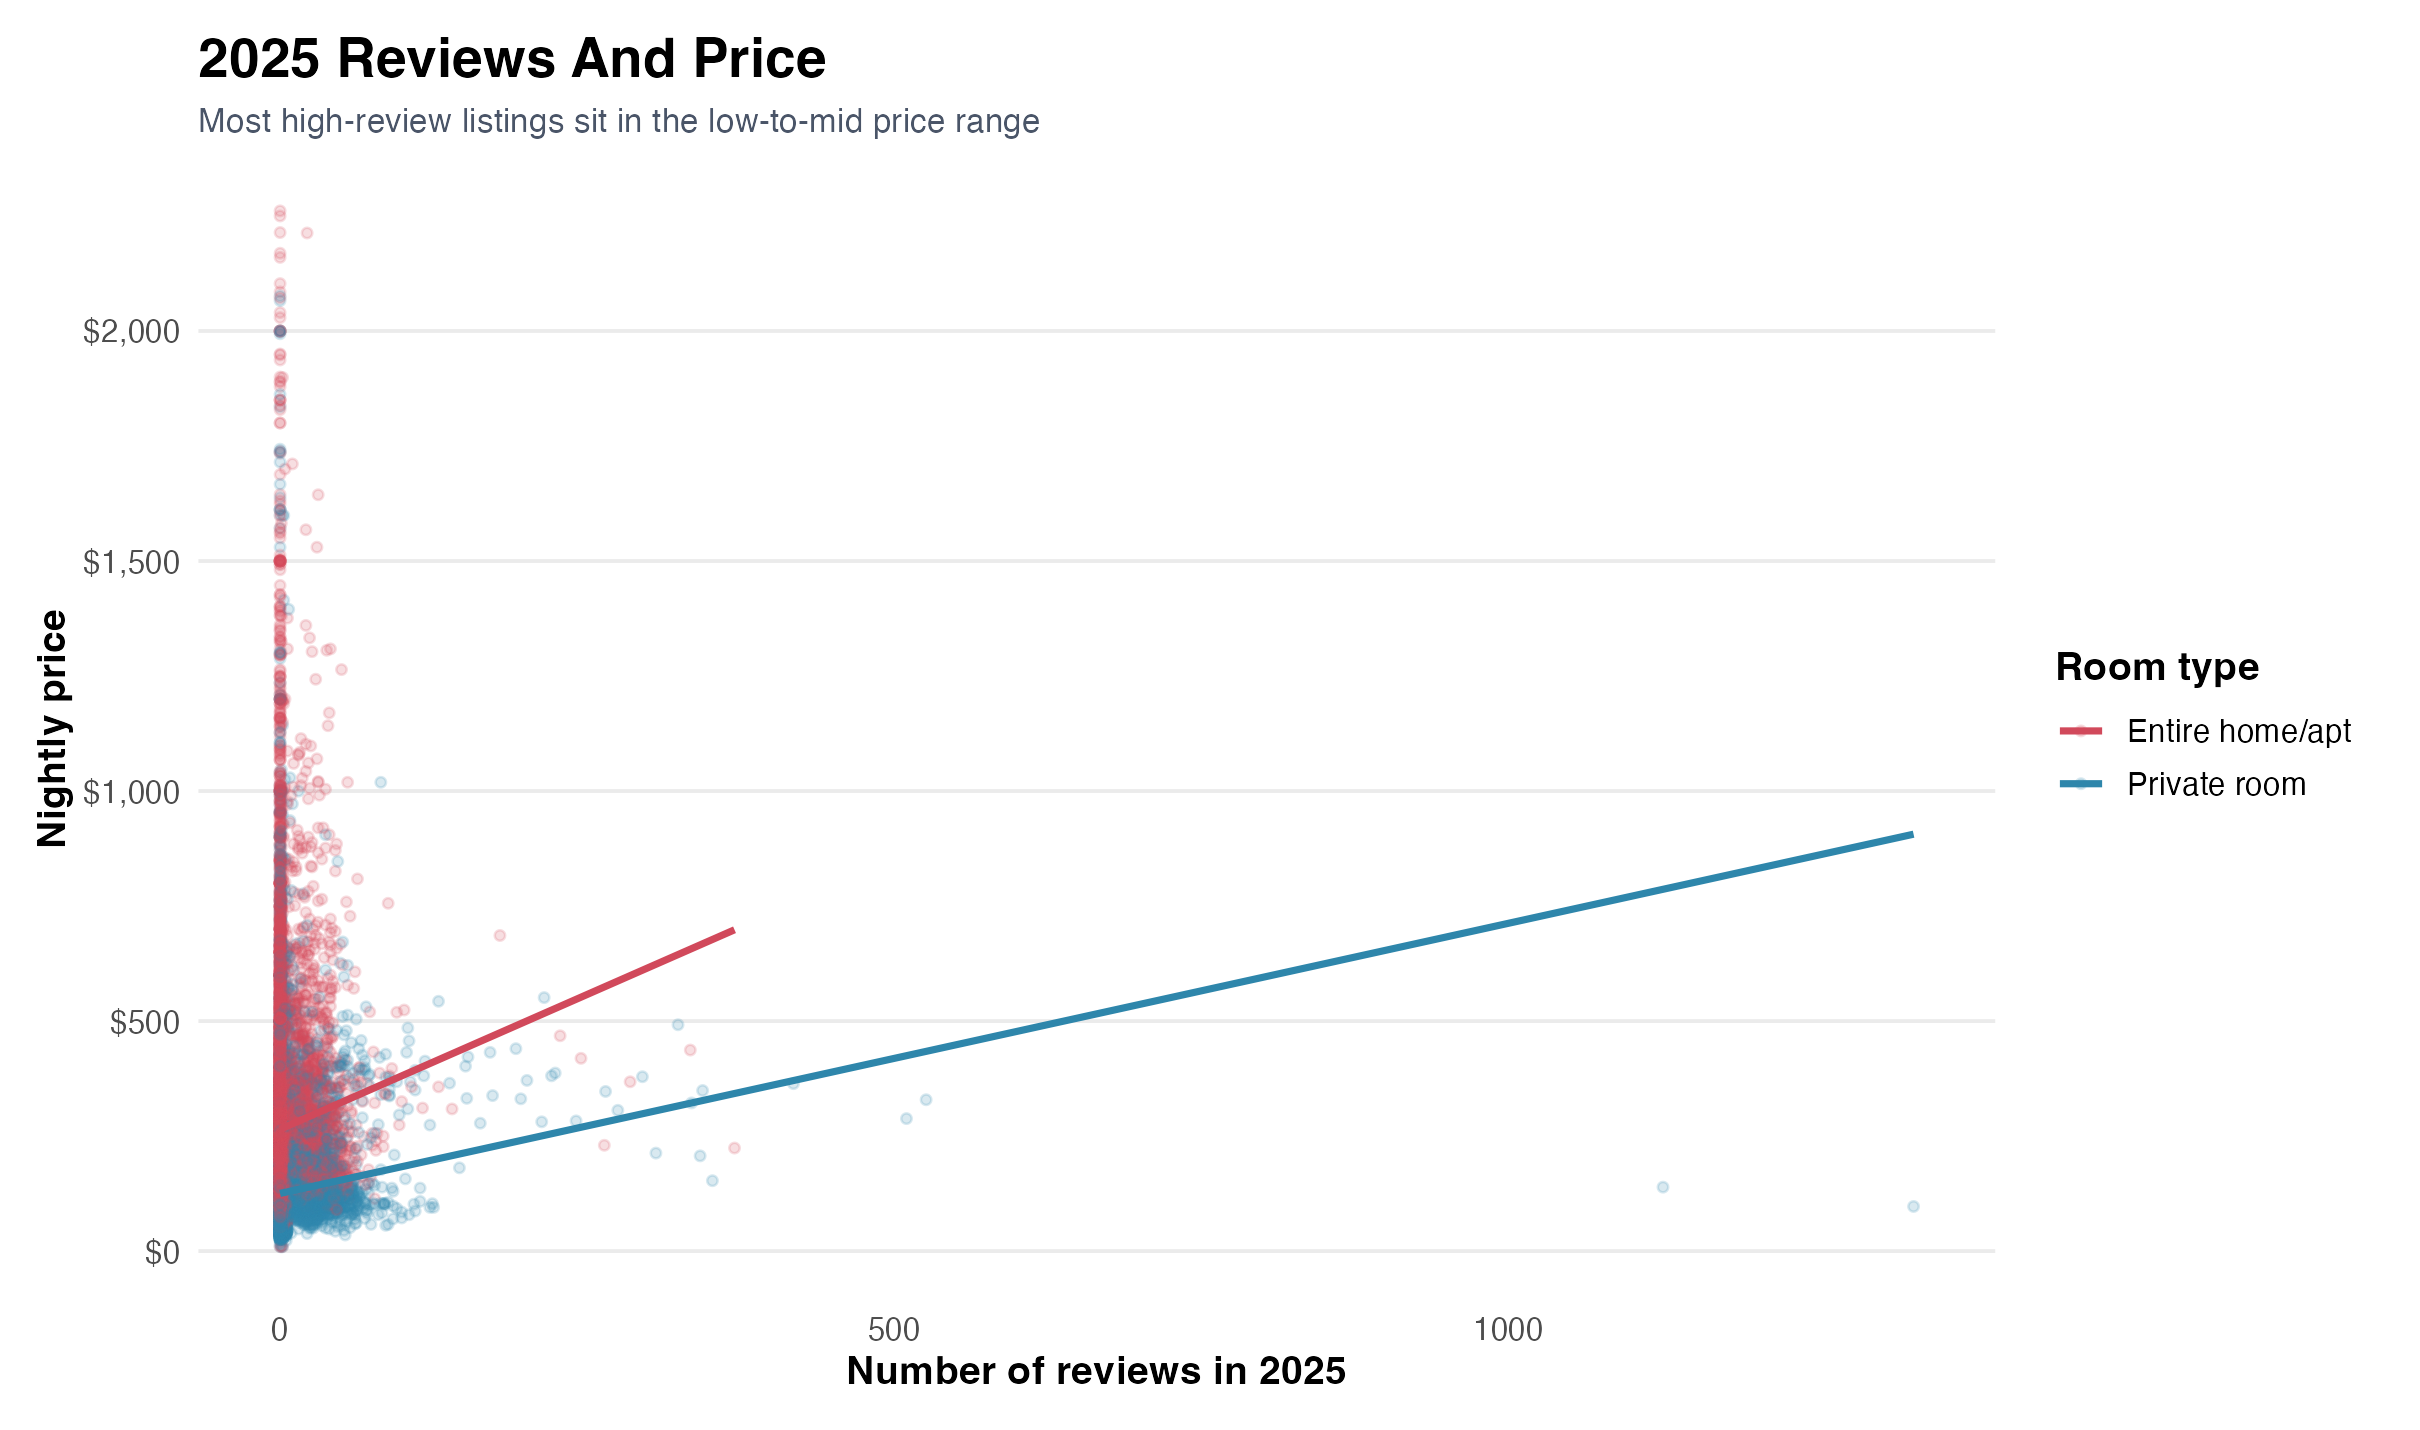 2025 Reviews And Price
Most high-review listings sit in the low-to-mid price range
Nightly price
$2,000
$1,500
$1,000
$500
$0
0
500
1000
Number of reviews in 2025
Room type
Entire home/apt
Private room